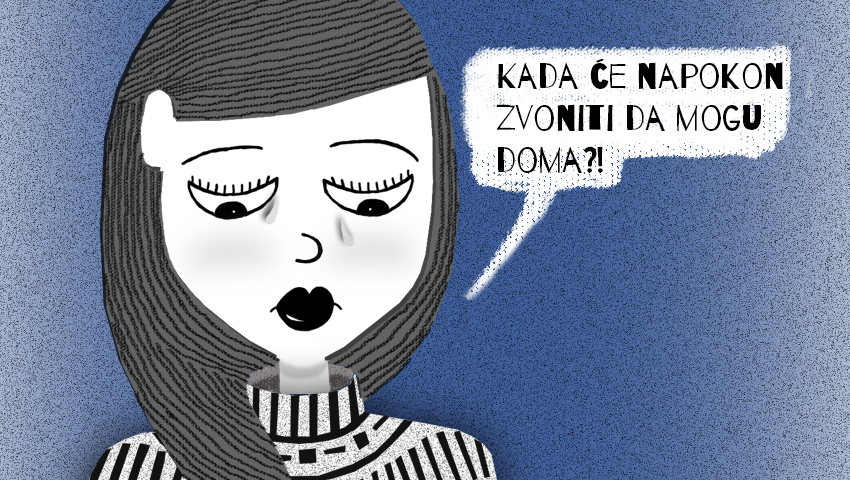 KADA ĆE NAPOKON
ZVONITI DA MOGU
DOMA?!